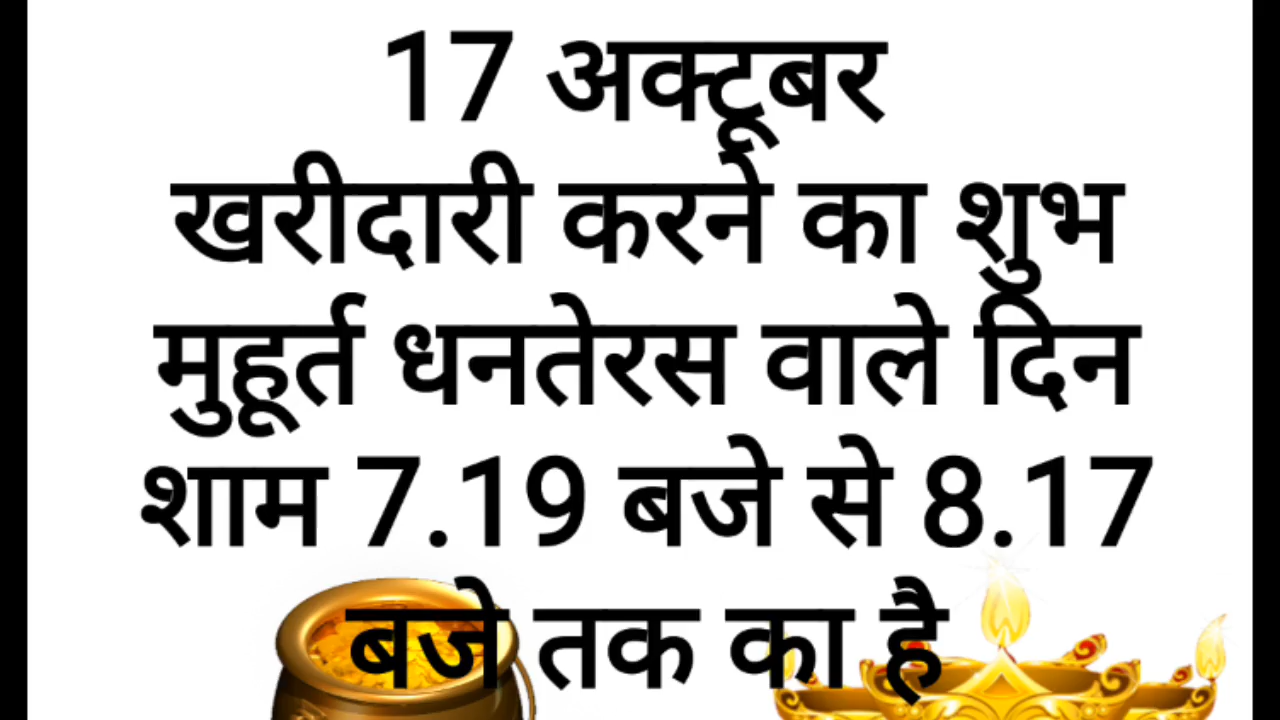 17 अक्टूबर
खरीदारी करने का शुभ
मुहूर्त धनतेरस वाले दिन
शाम 7.19 बजे से 8.17
बजे तक का है